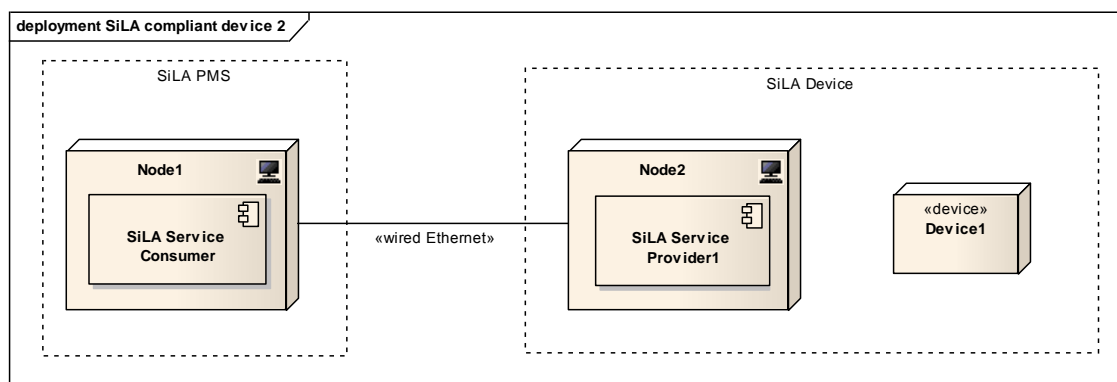 deployment SiLA compliant device 2
SiLA PMS
SiLA Device
Node1
SiLA Service
Consumer
«wired Ethernet»
Node2
SiLA Service
Provider1
«device»
Device1